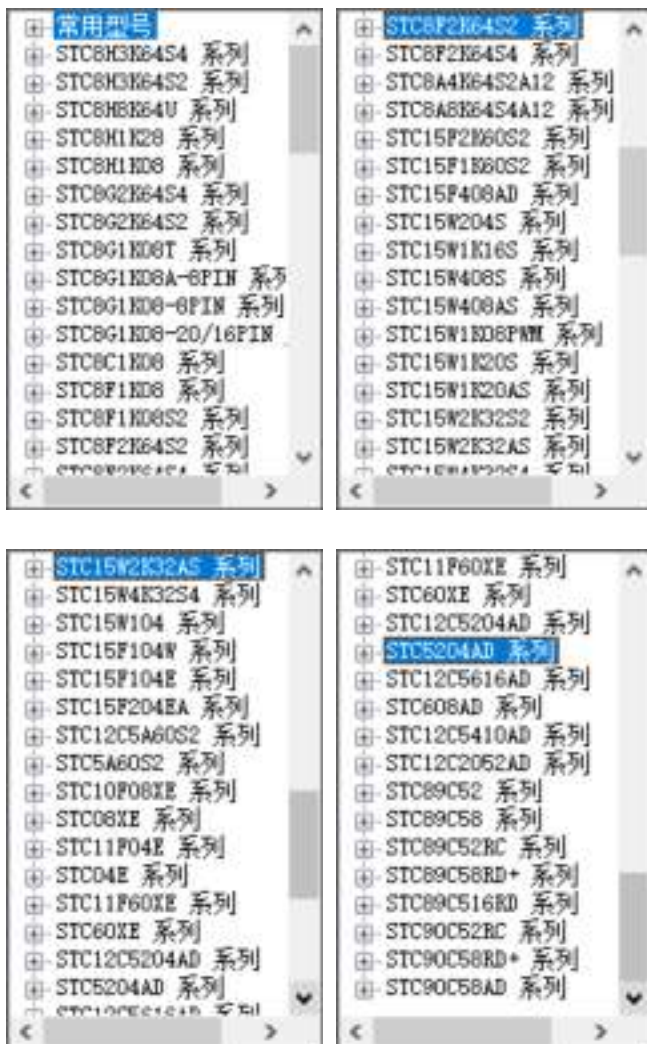 常用型号
STC8H3K64S4 系列
STC8H3K64S2 系列
STC8H8K64U 系列
STC8H1K28 系列
STC8H1K08 系列
STC8G2K64S4 系列
STC8G2K64S2 系列
STC8G1K08T 系列
STC8G1K08A-8PIN 系列
STC8G1K08-8PIN 系列
STC8G1K08-20/16PIN
STC8C1K08 系列
STC8F1K08 系列
STC8F1K08S2 系列
STC8F2K64S2 系列
STC8F2K64S4 系列
STC8F2K64S2 系列
STC8F2K64S4 系列
STC8A4K64S2A12 系列
STC8A8K64S4A12 系列
STC15F2K60S2 系列
STC15F1K60S2 系列
STC15F408AD 系列
STC15W204S 系列
STC15W1K16S 系列
STC15W408S 系列
STC15W408AS 系列
STC15W1K08PWM 系列
STC15W1K20S 系列
STC15W1K20AS 系列
STC15W2K32S2 系列
STC15W2K32AS 系列
STC15W4K32S4 系列
STC15W2K32AS 系列
STC15W4K32S4 系列
STC15W104 系列
STC15F104W 系列
STC15F104E 系列
STC15F204EA 系列
STC12C5A60S2 系列
STC5A60S2 系列
STC10F08XE 系列
STC08XE 系列
STC11F04E 系列
STC04E 系列
STC11F60XE 系列
STC60XE 系列
STC12C5204AD 系列
STC5204AD 系列
STC12C5616AD 系列
STC11F60XE 系列
STC60XE 系列
STC12C5204AD 系列
STC5204AD 系列
STC12C5616AD 系列
STC608AD 系列
STC12C5410AD 系列
STC12C2052AD 系列
STC89C52 系列
STC89C58 系列
STC89C52RC 系列
STC89C58RD+ 系列
STC89C516RD 系列
STC90C52RC 系列
STC90C58RD+ 系列
STC90C58AD 系列